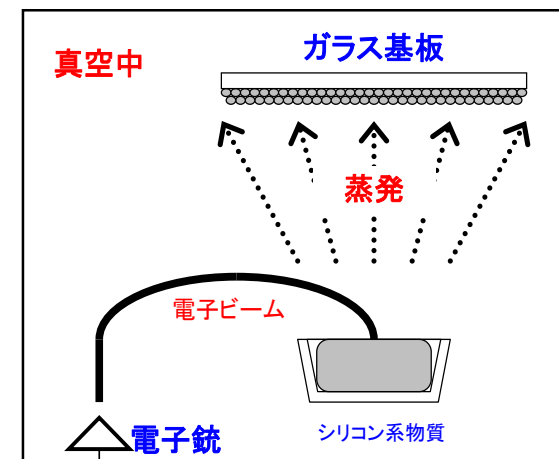 真空中
ガラス基板
蒸発
電子ビーム
電子銃
シリコン系物質